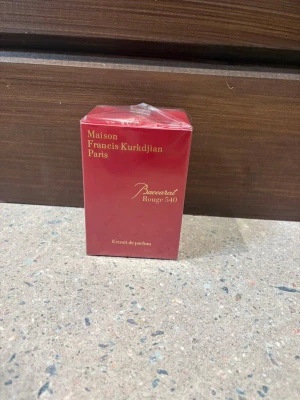 Maison
Francis Kurkdjian
Paris
Baccarat
Rouge 540
Extrait de parfum